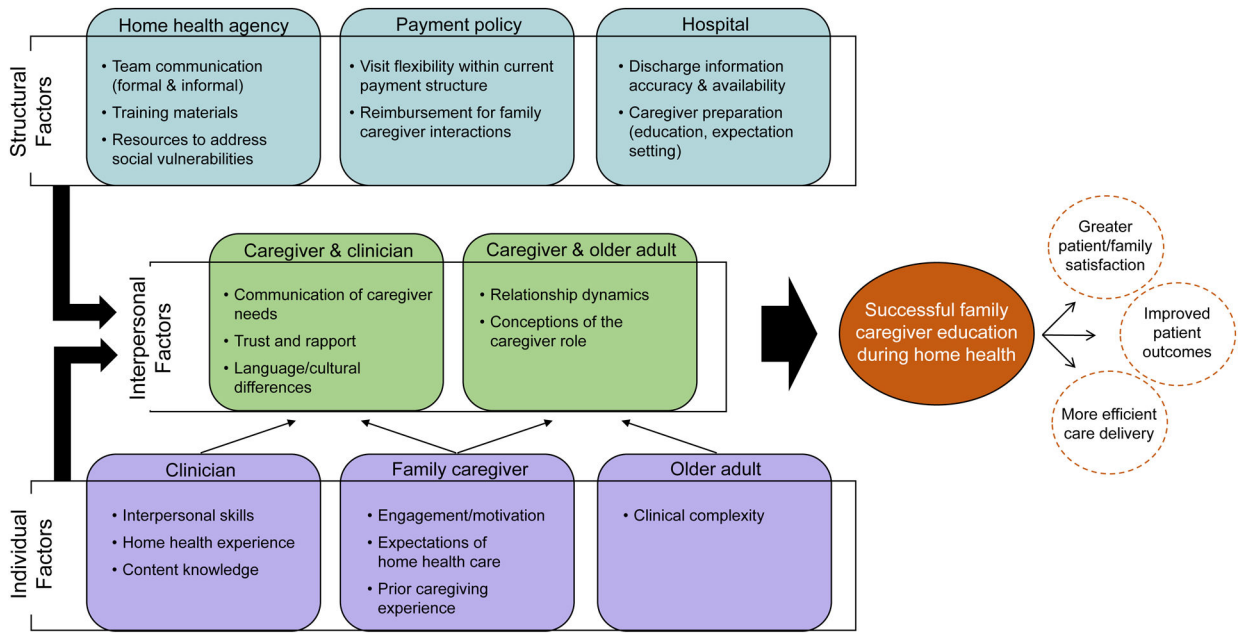 Structural
Factors
Home health agency
• Team communication
(formal & informal)
• Training materials
• Resources to address
social vulnerabilities
Payment policy
• Visit flexibility within current
payment structure
• Reimbursement for family
caregiver interactions
Hospital
• Discharge information
accuracy & availability
• Caregiver preparation
(education, expectation
setting)
Interpersonal
Factors
Caregiver & clinician
• Communication of caregiver
needs
• Trust and rapport
• Language/cultural
differences
Caregiver & older adult
• Relationship dynamics
• Conceptions of the
caregiver role
Individual
Factors
Clinician
• Interpersonal skills
• Home health experience
• Content knowledge
Family caregiver
• Engagement/motivation
• Expectations of
home health care
• Prior caregiving
experience
Older adult
• Clinical complexity
Successful family
caregiver education
during home health
Greater
patient/family
satisfaction
Improved
patient
outcomes
More efficient
care delivery